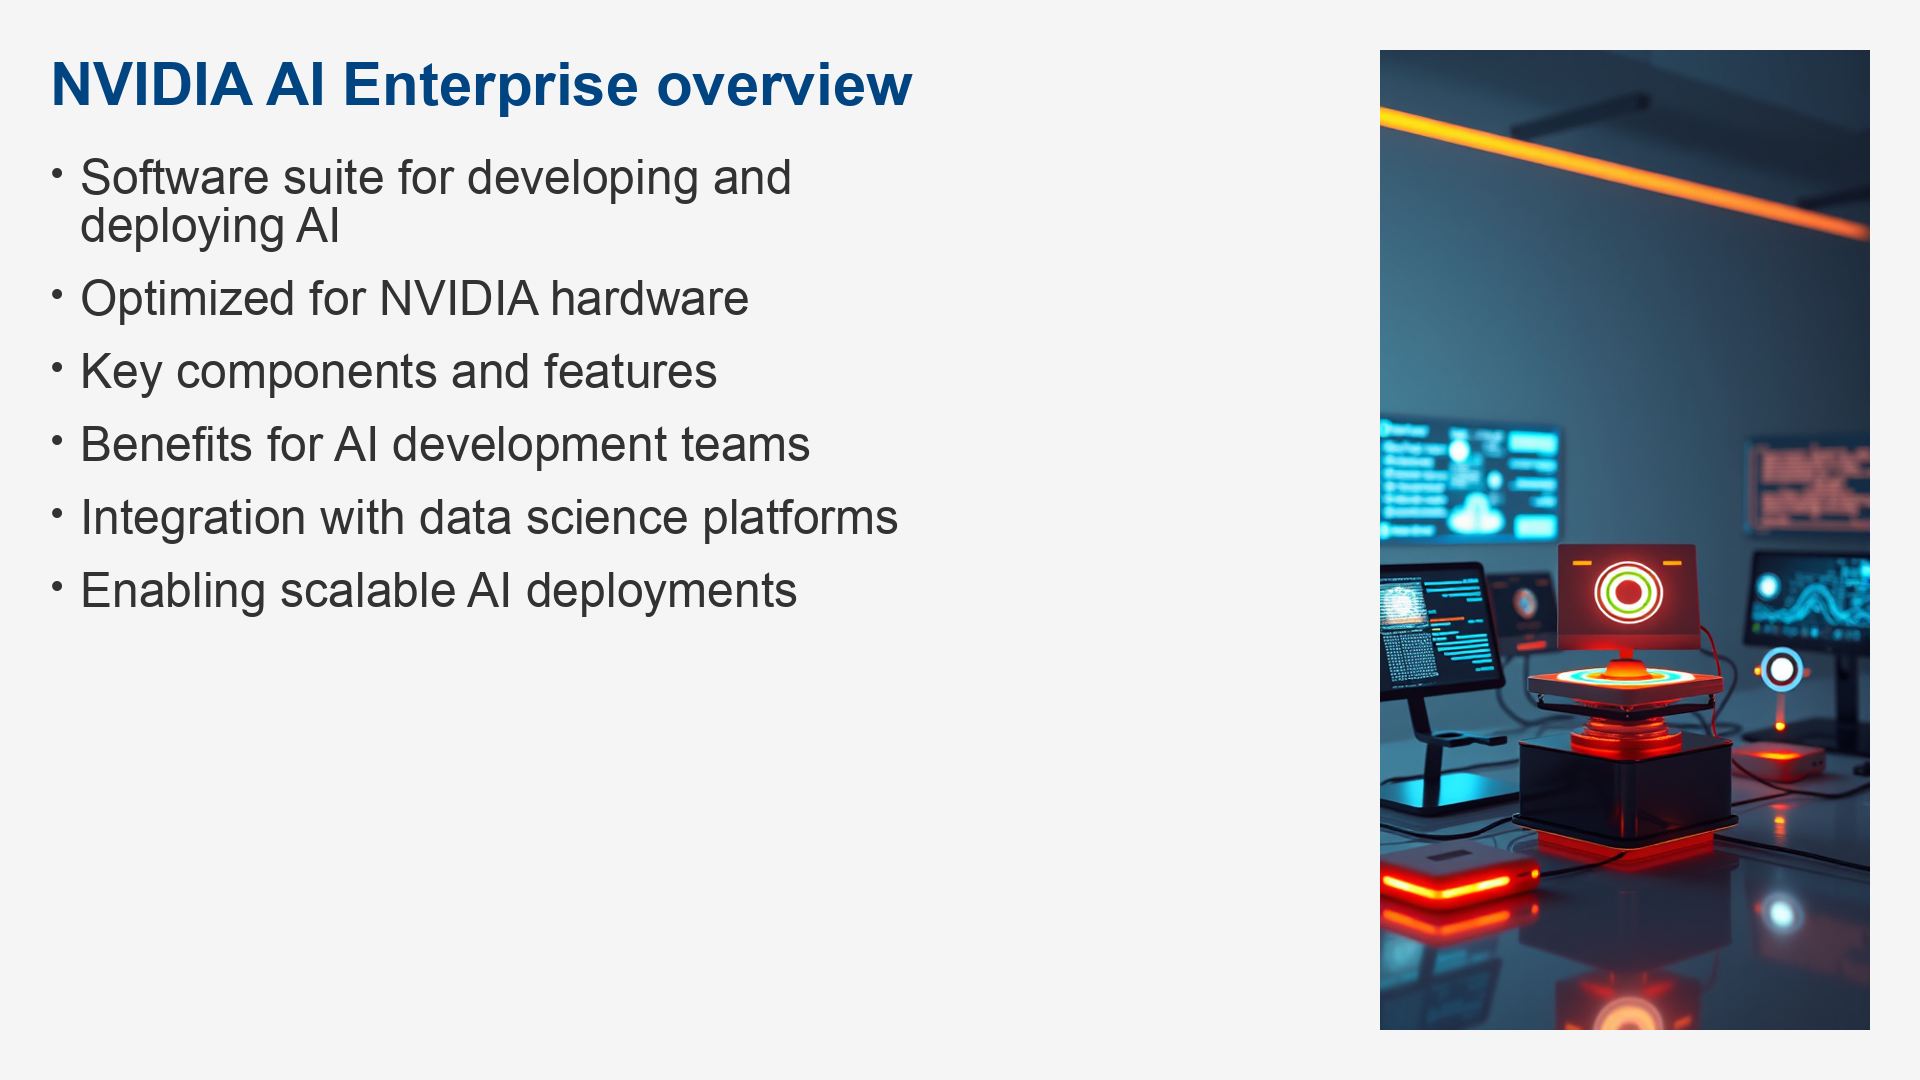 NVIDIA AI Enterprise overview
• Software suite for developing and
deploying AI
• Optimized for NVIDIA hardware
• Key components and features
• Benefits for AI development teams
• Integration with data science platforms
• Enabling scalable AI deployments